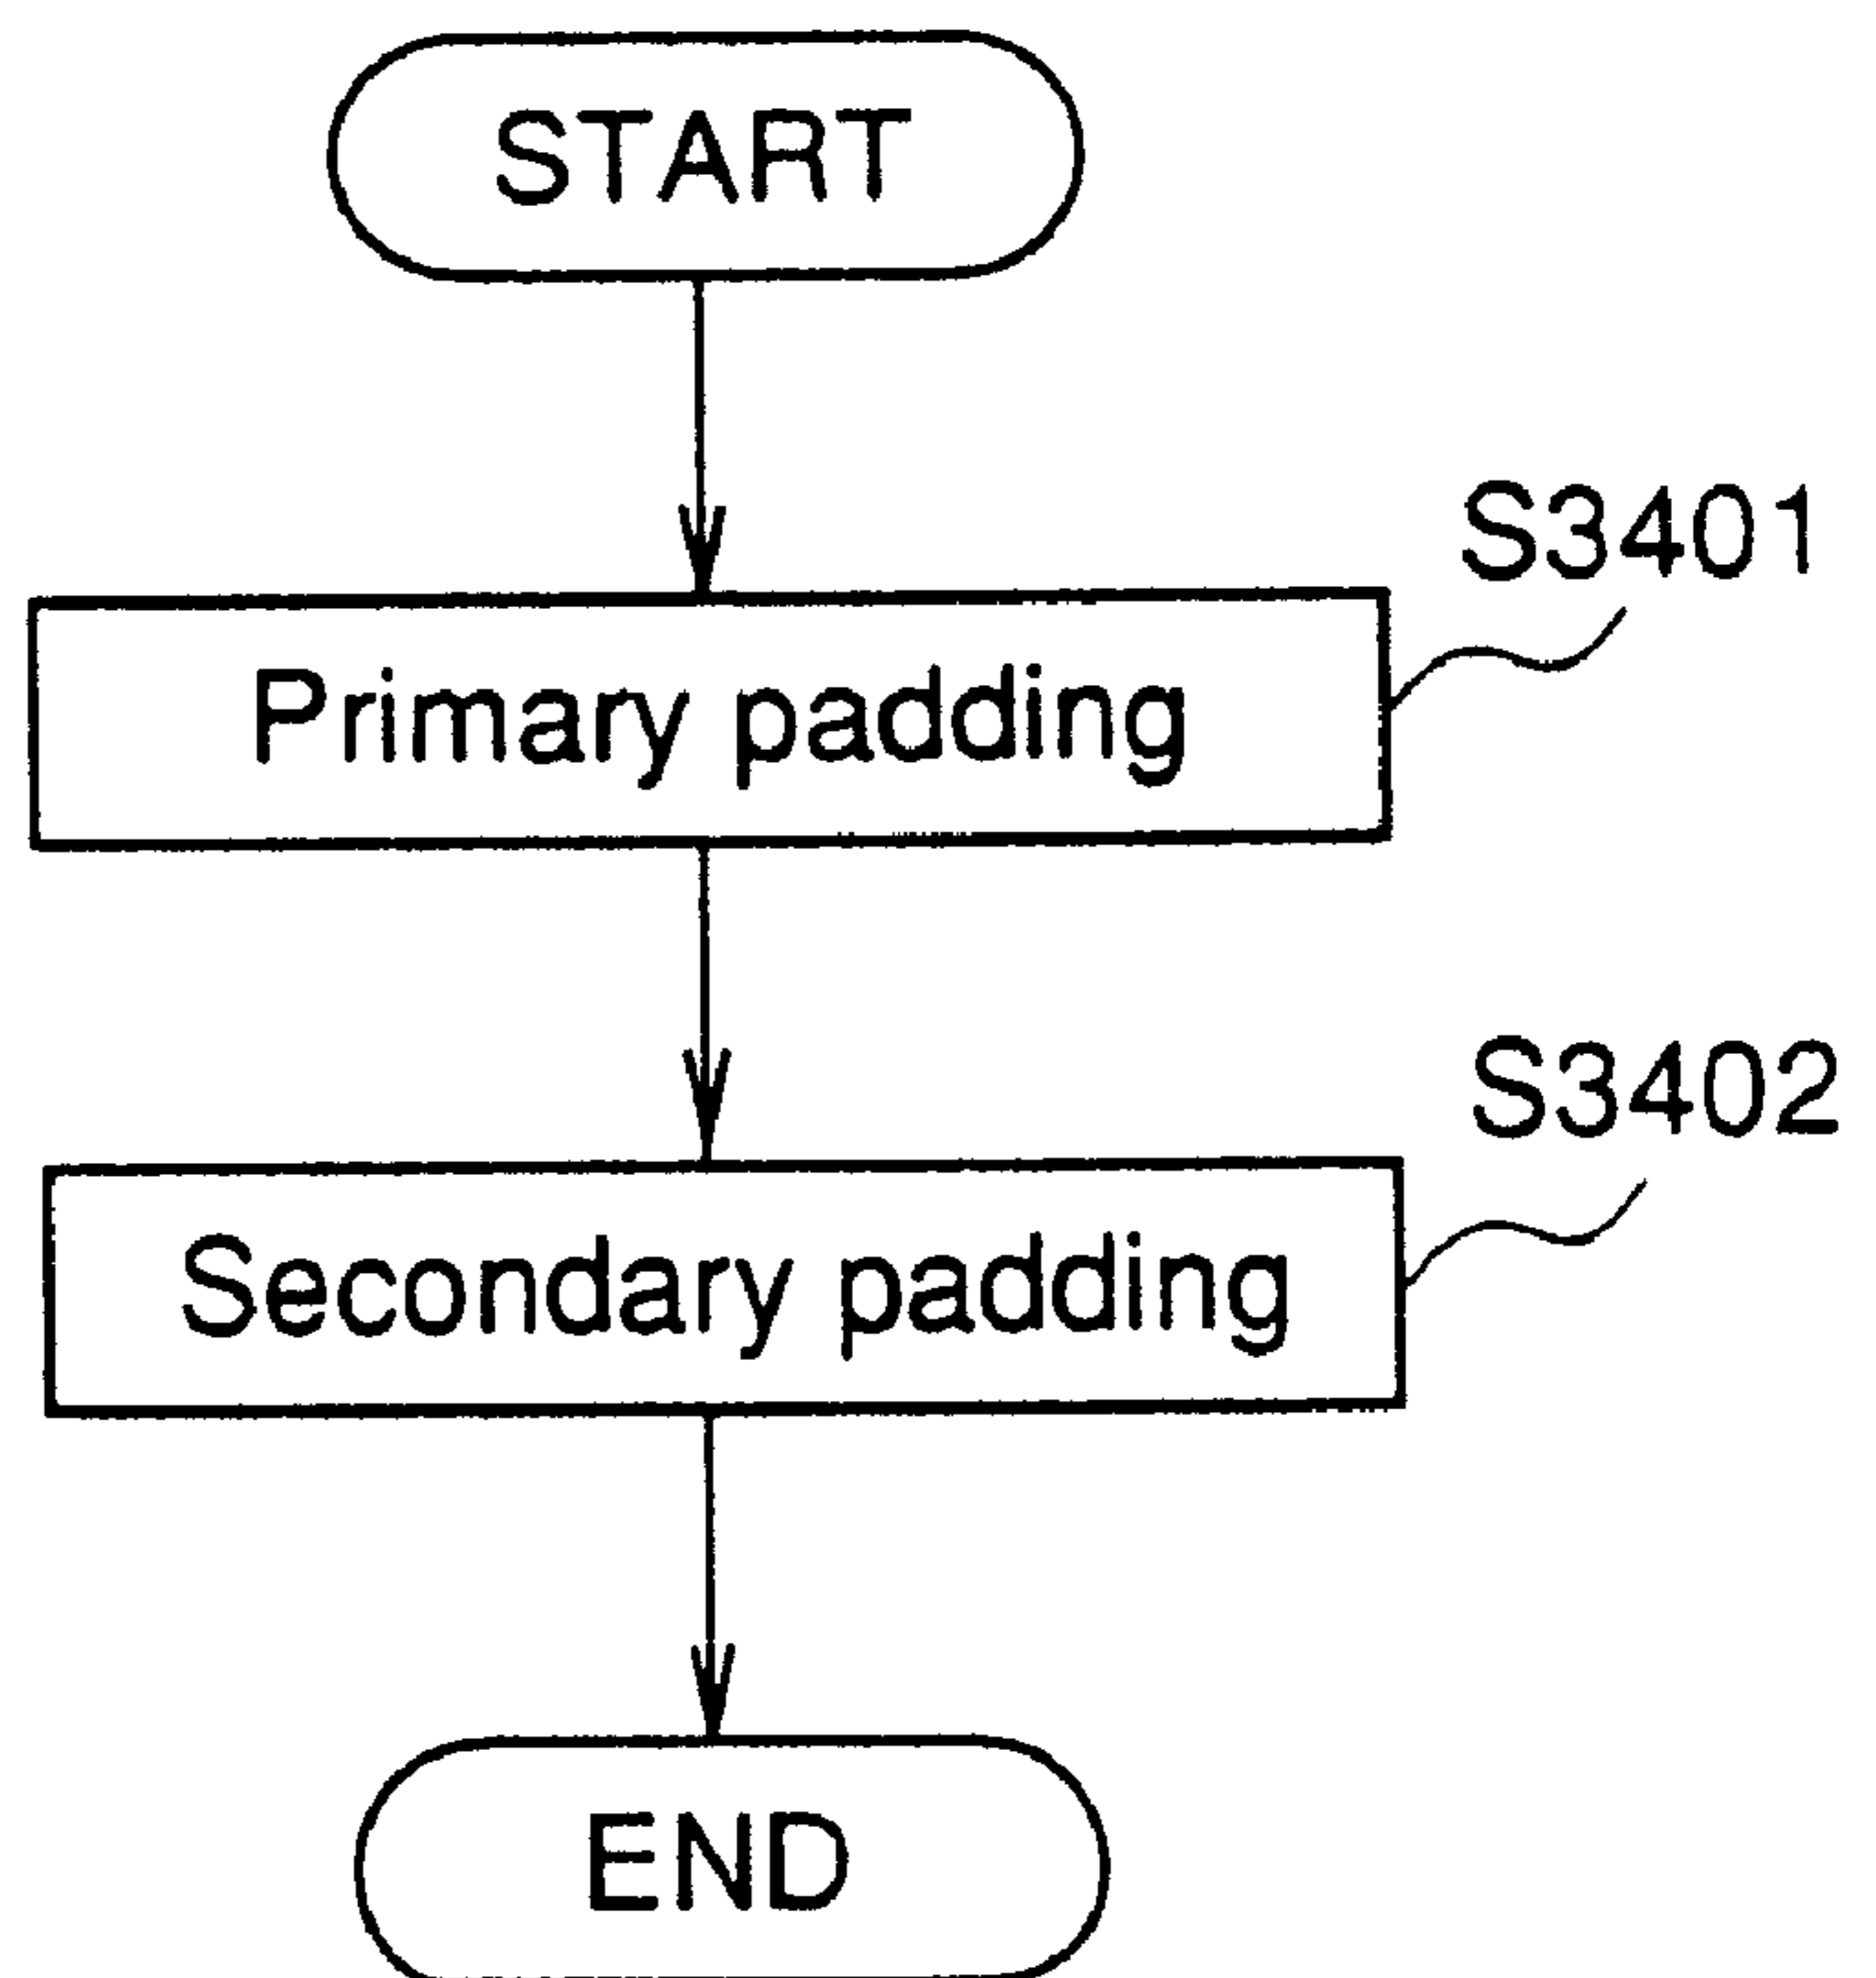 START
S3401
Primary padding
S3402
Secondary padding
END